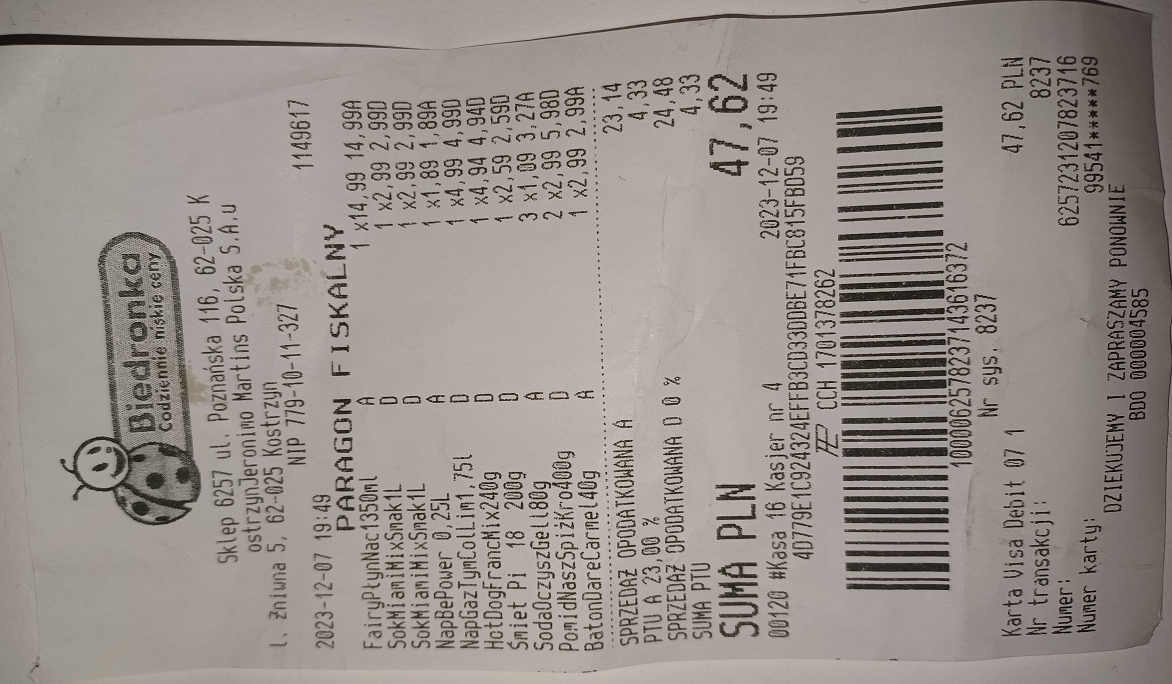 Biedronka
Codziennie niskie ceny
Sklep 6257 ul. Poznańska 116, 62-025 K
ostrzynJeronimo Martins Polska S.A.u
l. Żniwna 5, 62-025 Kostrzyn
NIP 779-10-11-327
2023-12-07 19:49 1149617
PARAGON FISKALNY
FairyPłynNac1350ml A 1 x14,99 14,99A
SokMiamiMixSmak1L D 1 x2,99 2,99D
SokMiamiMixSmak1L D 1 x2,99 2,99D
NapBePower 0,25L A 1 x1,89 1,89A
NapGazTymColLim1,75l D 1 x4,99 4,99D
HotDogFrancMix240g D 1 x4,94 4,94D
Śmiet Pi 18 200g D 1 x2,59 2,59D
SodaOczyszGell80g A 3 x1,09 3,27A
PomidNaszSpiżKro400g D 2 x2,99 5,98D
BatonDareCarmel40g A 1 x2,99 2,99A
SPRZEDAŻ OPODATKOWANA A 23,14
PTU A 23,00 % 4,33
SPRZEDAŻ OPODATKOWANA D 0 % 24,48
SUMA PTU 4,33
SUMA PLN 47,62
00120 #Kasa 16 Kasjer nr 4 2023-12-07 19:49
4D779E1C924324EFFB3CD33DDBE71FBC815FBD59
CCH 1701378262
1000062578237143616372
Nr sys. 8237
Karta Visa Debit 07 1 47,62 PLN
Nr transakcji: 8237
Numer: 6257231207823716
Numer karty: 99541*****769
DZIEKUJEMY I ZAPRASZAMY PONOWNIE
BDO 000004585